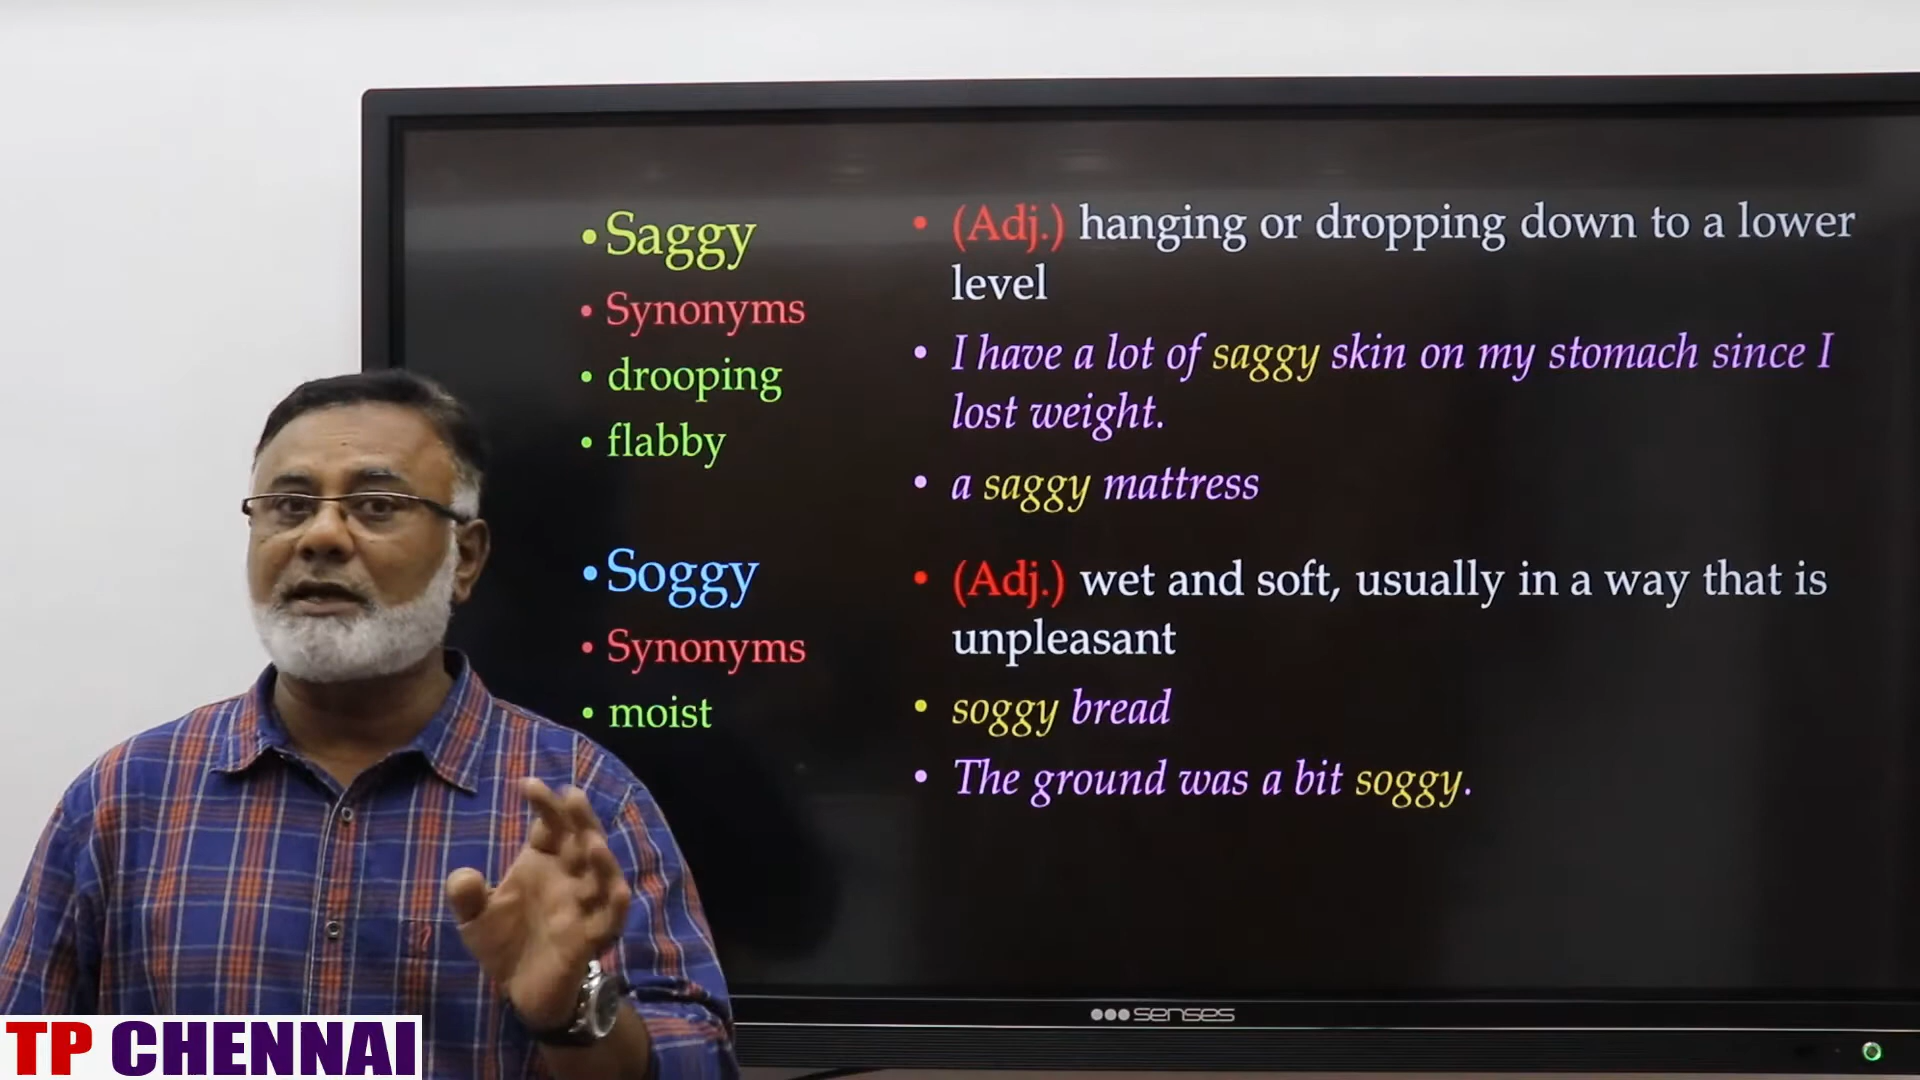 •Saggy
• Synonyms
• drooping
• flabby
• (Adj.) hanging or dropping down to a lower
level
• I have a lot of saggy skin on my stomach since I
lost weight.
• a saggy mattress
•Soggy
• Synonyms
• moist
• (Adj.) wet and soft, usually in a way that is
unpleasant
• soggy bread
• The ground was a bit soggy.
senses
TP CHENNAI